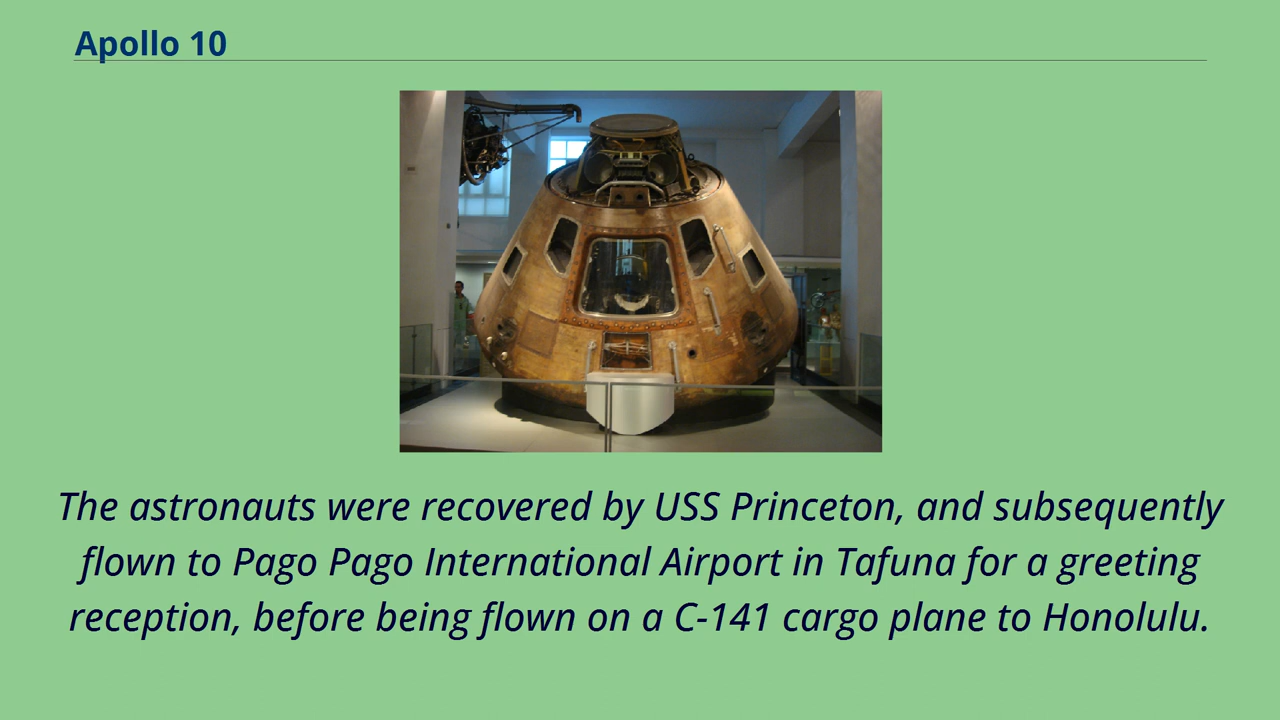 Apollo 10
The astronauts were recovered by USS Princeton, and subsequently
flown to Pago Pago International Airport in Tafuna for a greeting
reception, before being flown on a C-141 cargo plane to Honolulu.